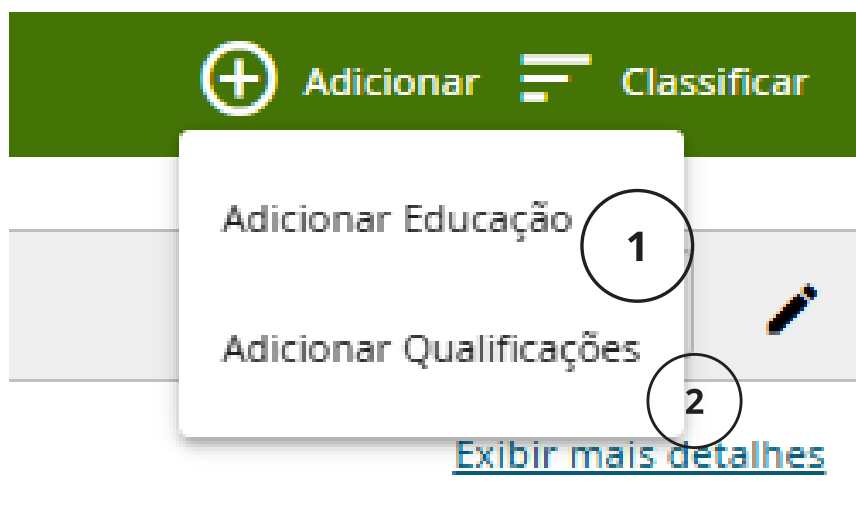 Adicionar Classificar
Adicionar Educação
1
Adicionar Qualificações
2
Exibir mais detalhes